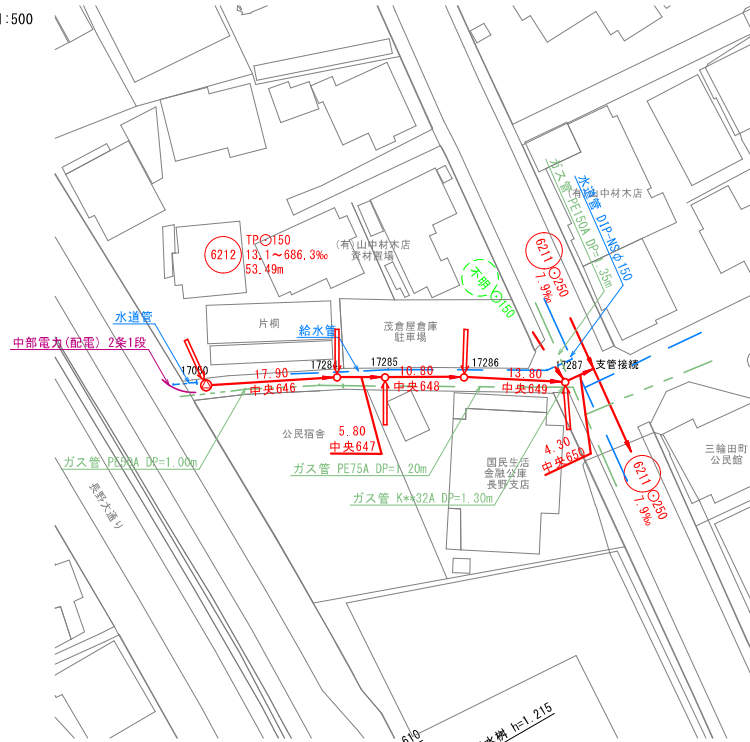 :500
水道管 DIP-NSφ150
ガス管 PE150A DP=1.35m
(有)山中材木店
6211
250
7.9‰
TP 150
6212
13.1～686.3‰
53.49m
(有)山中材木店
資材置場
不明
150
水道管
片桐
給水管
茂倉屋倉庫
駐車場
中部電力(配電) 2条1段
17285
17286
17287
支管接続
17.90
中央646
10.80
中央648
13.80
中央649
公民宿舎
5.80
中央647
4.30
中央650
三輪田町
公民館
ガス管 PE50A DP=1.00m
ガス管 PE75A DP=1.20m
国民生活
金融公庫
長野支店
6211
250
7.9‰
ガス管 K**32A DP=1.30m
長野大通り
h=1.215